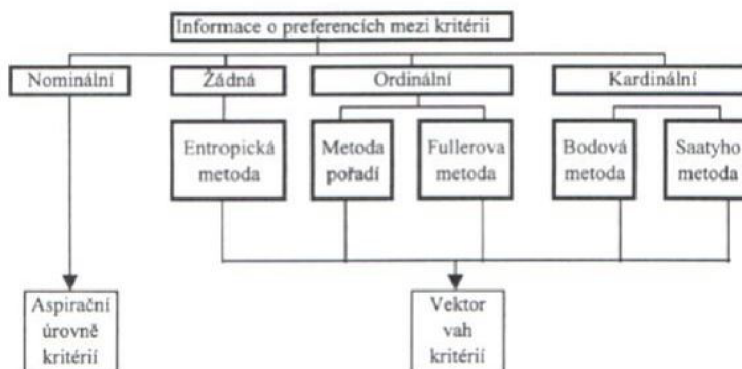 Informace o preferencích mezi kritérii
Nominální
Žádná
Ordinální
Kardinální
Entropická
metoda
Metoda
pořadí
Fullerova
metoda
Bodová
metoda
Saatyho
metoda
Aspirační
úrovně
kritérií
Vektor
vah
kritérií